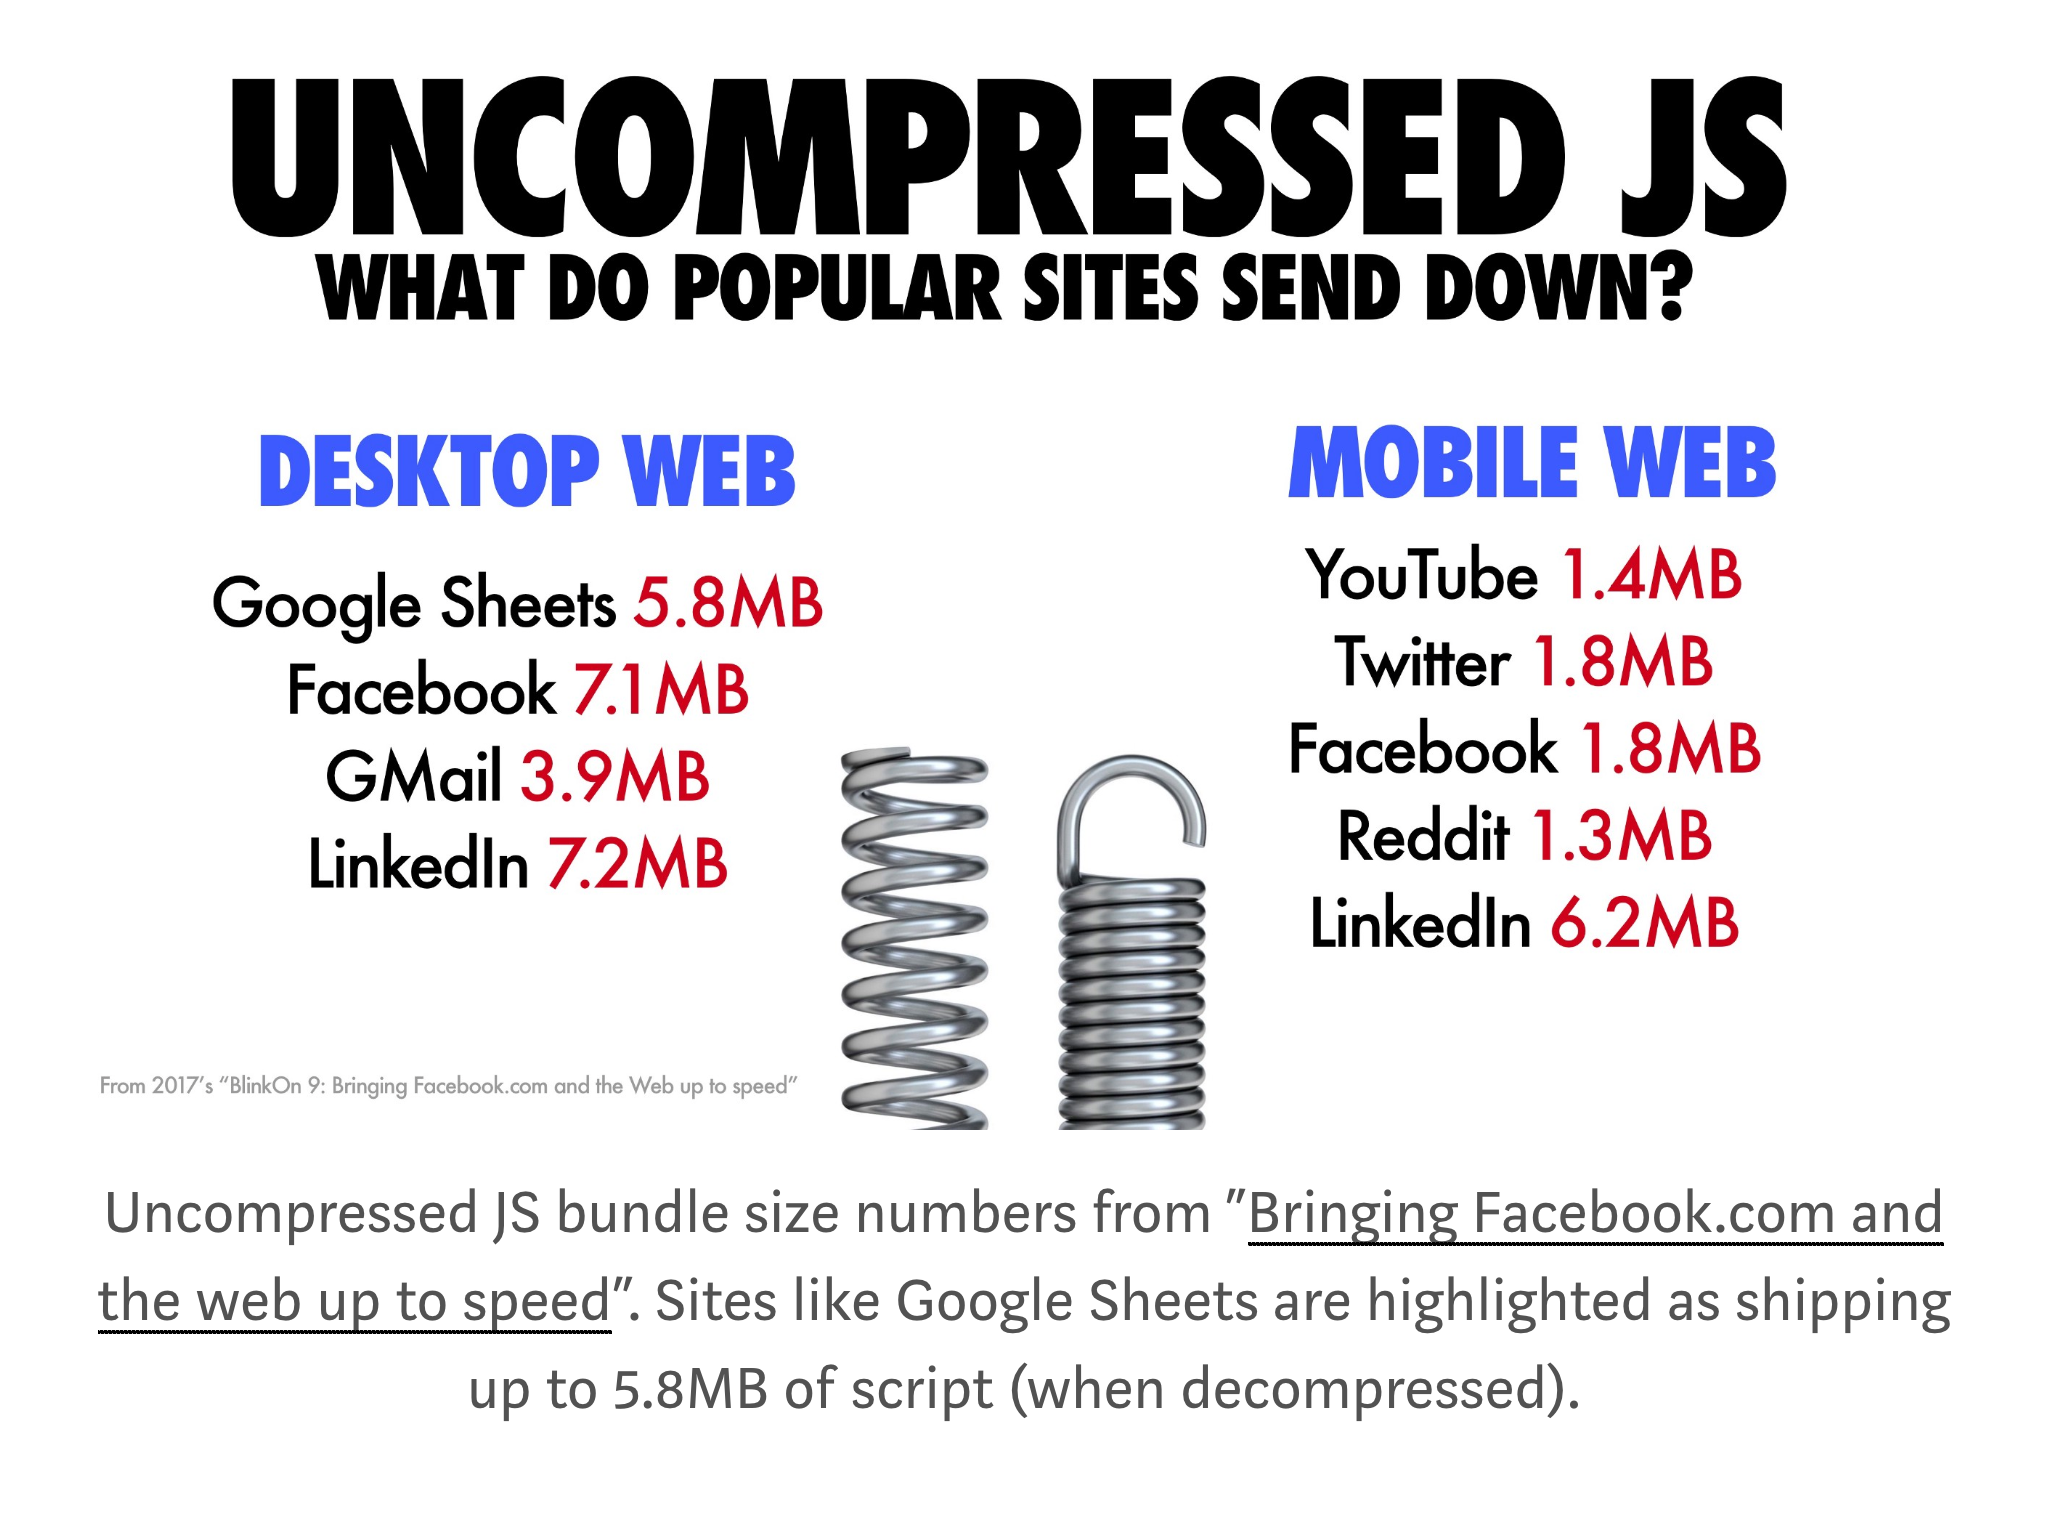 UNCOMPRESSED JS
WHAT DO POPULAR SITES SEND DOWN?
DESKTOP WEB
Google Sheets 5.8MB
Facebook 7.1MB
GMail 3.9MB
LinkedIn 7.2MB
MOBILE WEB
YouTube 1.4MB
Twitter 1.8MB
Facebook 1.8MB
Reddit 1.3MB
LinkedIn 6.2MB
From 2017’s “BlinkOn 9: Bringing Facebook.com and the Web up to speed”
Uncompressed JS bundle size numbers from "Bringing Facebook.com and
the web up to speed". Sites like Google Sheets are highlighted as shipping
up to 5.8MB of script (when decompressed).